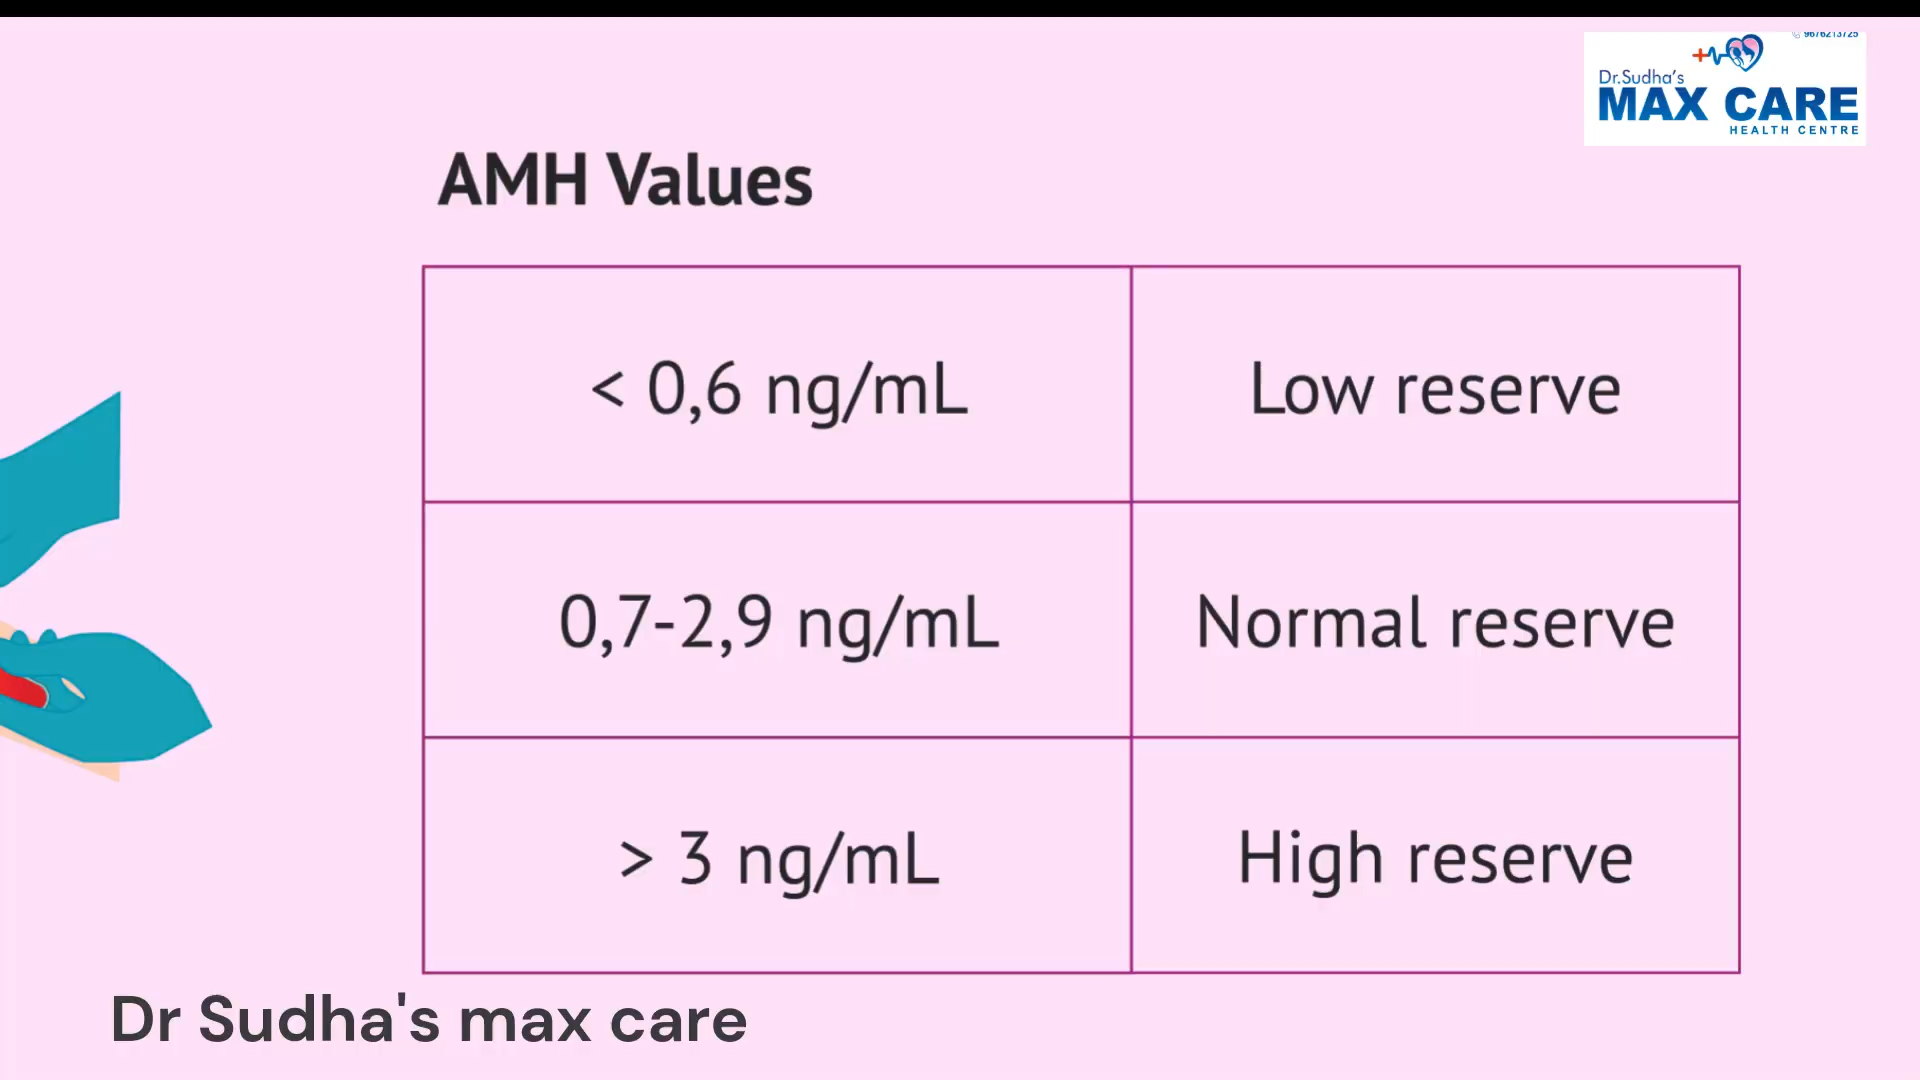 9676213725
Dr.Sudha's
MAX CARE
HEALTH CENTRE
AMH Values
< 0,6 ng/mL Low reserve
0,7-2,9 ng/mL Normal reserve
> 3 ng/mL High reserve
Dr Sudha's max care